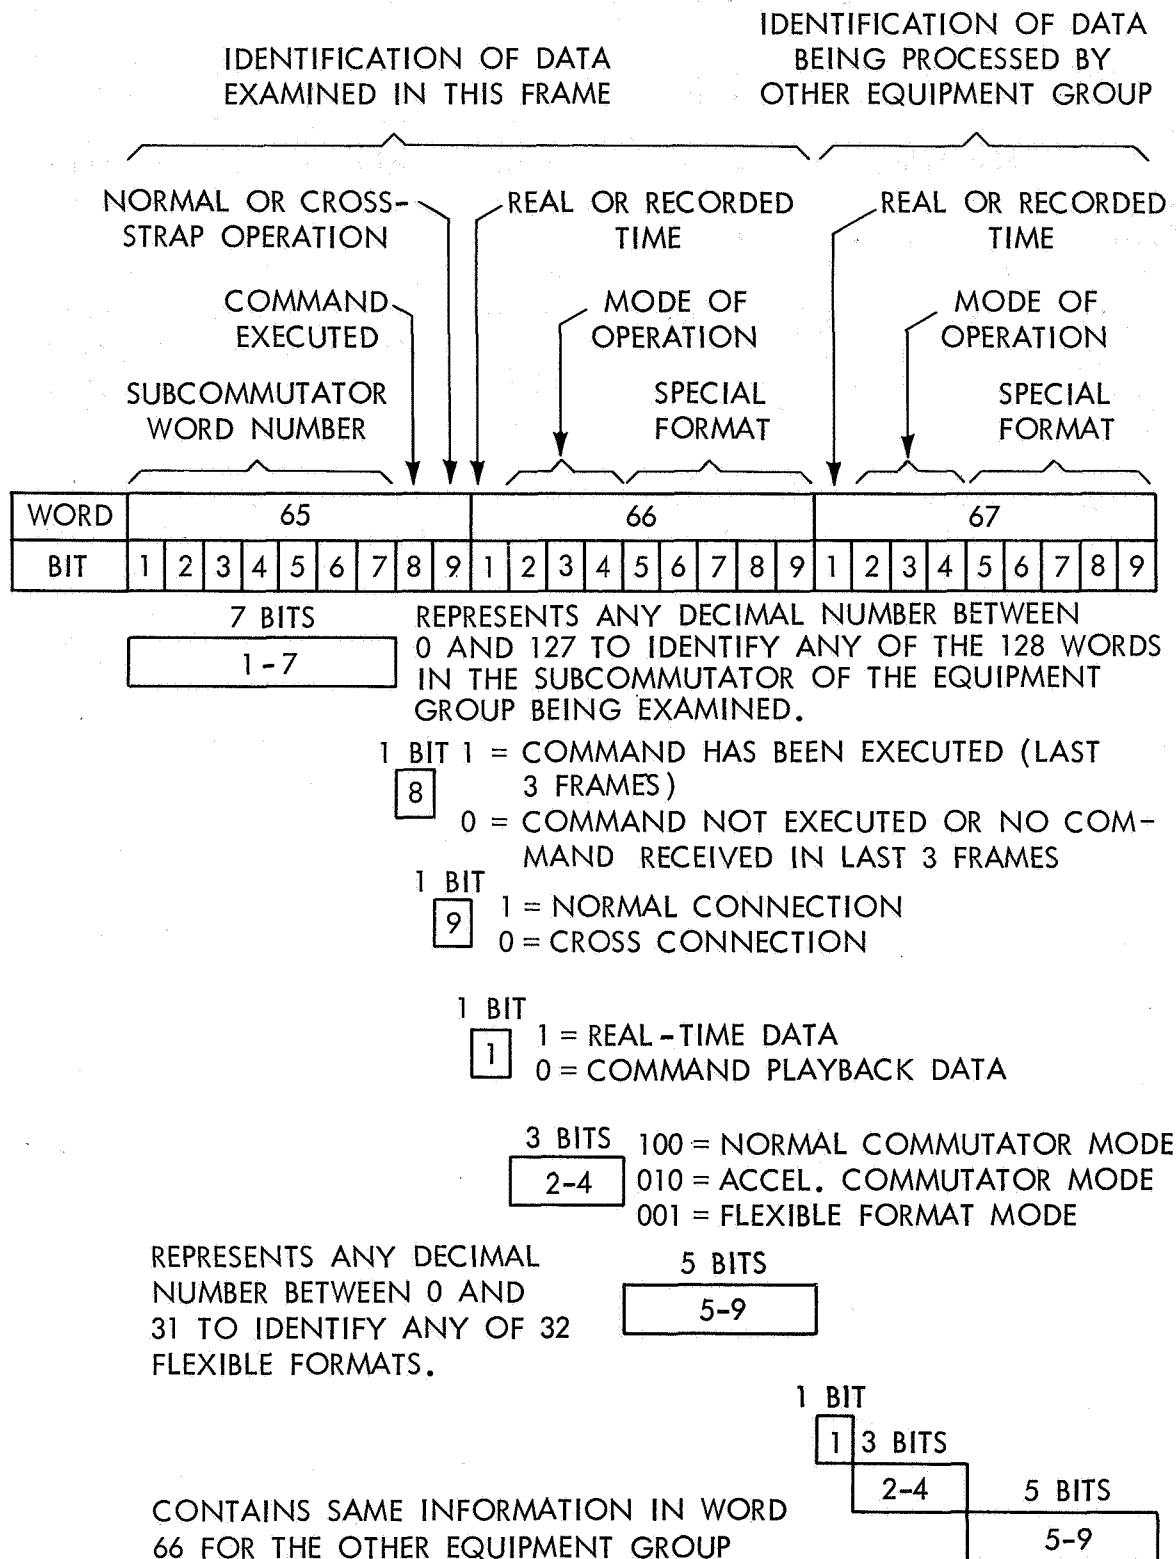 IDENTIFICATION OF DATA
EXAMINED IN THIS FRAME
IDENTIFICATION OF DATA
BEING PROCESSED BY
OTHER EQUIPMENT GROUP
NORMAL OR CROSS-
STRAP OPERATION
REAL OR RECORDED
TIME
REAL OR RECORDED
TIME
COMMAND
EXECUTED
MODE OF
OPERATION
MODE OF
OPERATION
SUBCOMMUTATOR
WORD NUMBER
SPECIAL
FORMAT
SPECIAL
FORMAT
WORD 65 66 67
BIT 1 2 3 4 5 6 7 8 9 1 2 3 4 5 6 7 8 9 1 2 3 4 5 6 7 8 9
7 BITS
1-7
REPRESENTS ANY DECIMAL NUMBER BETWEEN
0 AND 127 TO IDENTIFY ANY OF THE 128 WORDS
IN THE SUBCOMMUTATOR OF THE EQUIPMENT
GROUP BEING EXAMINED.
1 BIT
8
1 = COMMAND HAS BEEN EXECUTED (LAST
3 FRAMES)
0 = COMMAND NOT EXECUTED OR NO COM-
MAND RECEIVED IN LAST 3 FRAMES
1 BIT
9
1 = NORMAL CONNECTION
0 = CROSS CONNECTION
1 BIT
1
1 = REAL-TIME DATA
0 = COMMAND PLAYBACK DATA
3 BITS
2-4
100 = NORMAL COMMUTATOR MODE
010 = ACCEL. COMMUTATOR MODE
001 = FLEXIBLE FORMAT MODE
REPRESENTS ANY DECIMAL
NUMBER BETWEEN 0 AND
31 TO IDENTIFY ANY OF 32
FLEXIBLE FORMATS.
5 BITS
5-9
1 BIT
1
3 BITS
2-4
5 BITS
5-9
CONTAINS SAME INFORMATION IN WORD
66 FOR THE OTHER EQUIPMENT GROUP